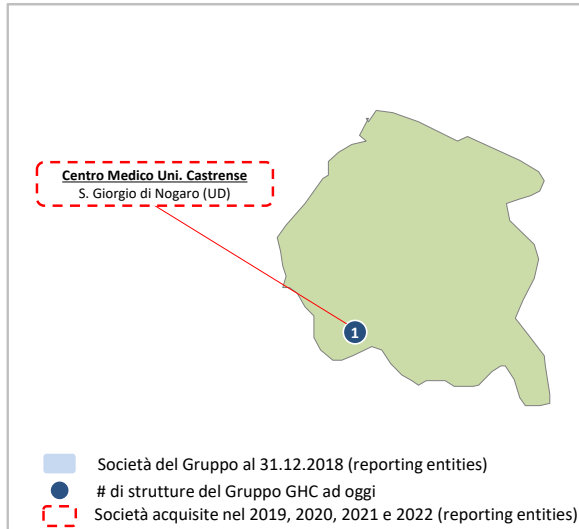 Centro Medico Uni. Castrense
S. Giorgio di Nogaro (UD)
1
Società del Gruppo al 31.12.2018 (reporting entities)
# di strutture del Gruppo GHC ad oggi
Società acquisite nel 2019, 2020, 2021 e 2022 (reporting entities)